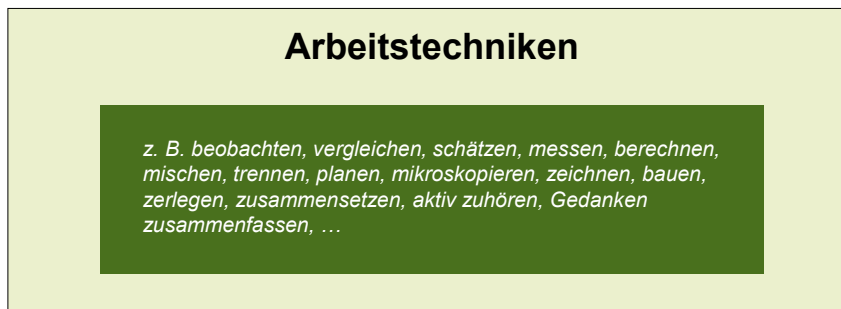 Arbeitstechniken
z. B. beobachten, vergleichen, schätzen, messen, berechnen,
mischen, trennen, planen, mikroskopieren, zeichnen, bauen,
zerlegen, zusammensetzen, aktiv zuhören, Gedanken
zusammenfassen, …